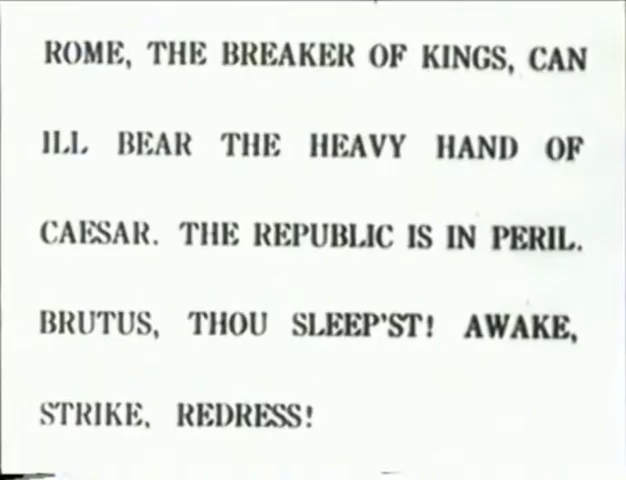 ROME, THE BREAKER OF KINGS, CAN
ILL BEAR THE HEAVY HAND OF
CAESAR. THE REPUBLIC IS IN PERIL.
BRUTUS, THOU SLEEP'ST! AWAKE,
STRIKE, REDRESS!